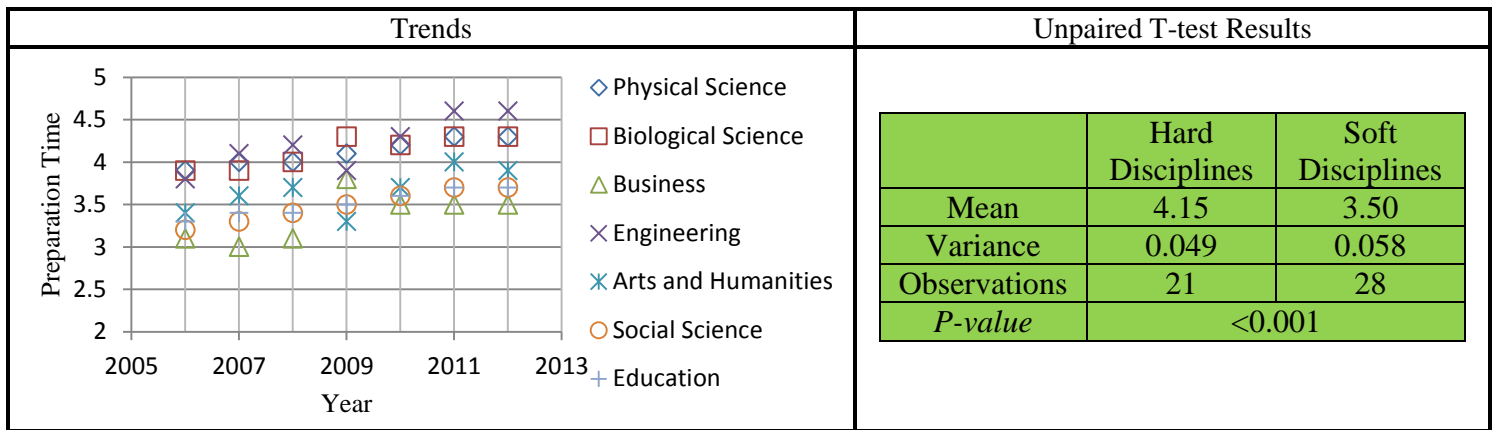 Trends
Unpaired T-test Results
5
4.5
4
3.5
3
2.5
2
Preparation Time
2005 2007 2009 2011 2013
Year
Physical Science
Biological Science
Business
Engineering
Arts and Humanities
Social Science
Education
Hard Disciplines
Soft Disciplines
Mean 4.15 3.50
Variance 0.049 0.058
Observations 21 28
P-value <0.001